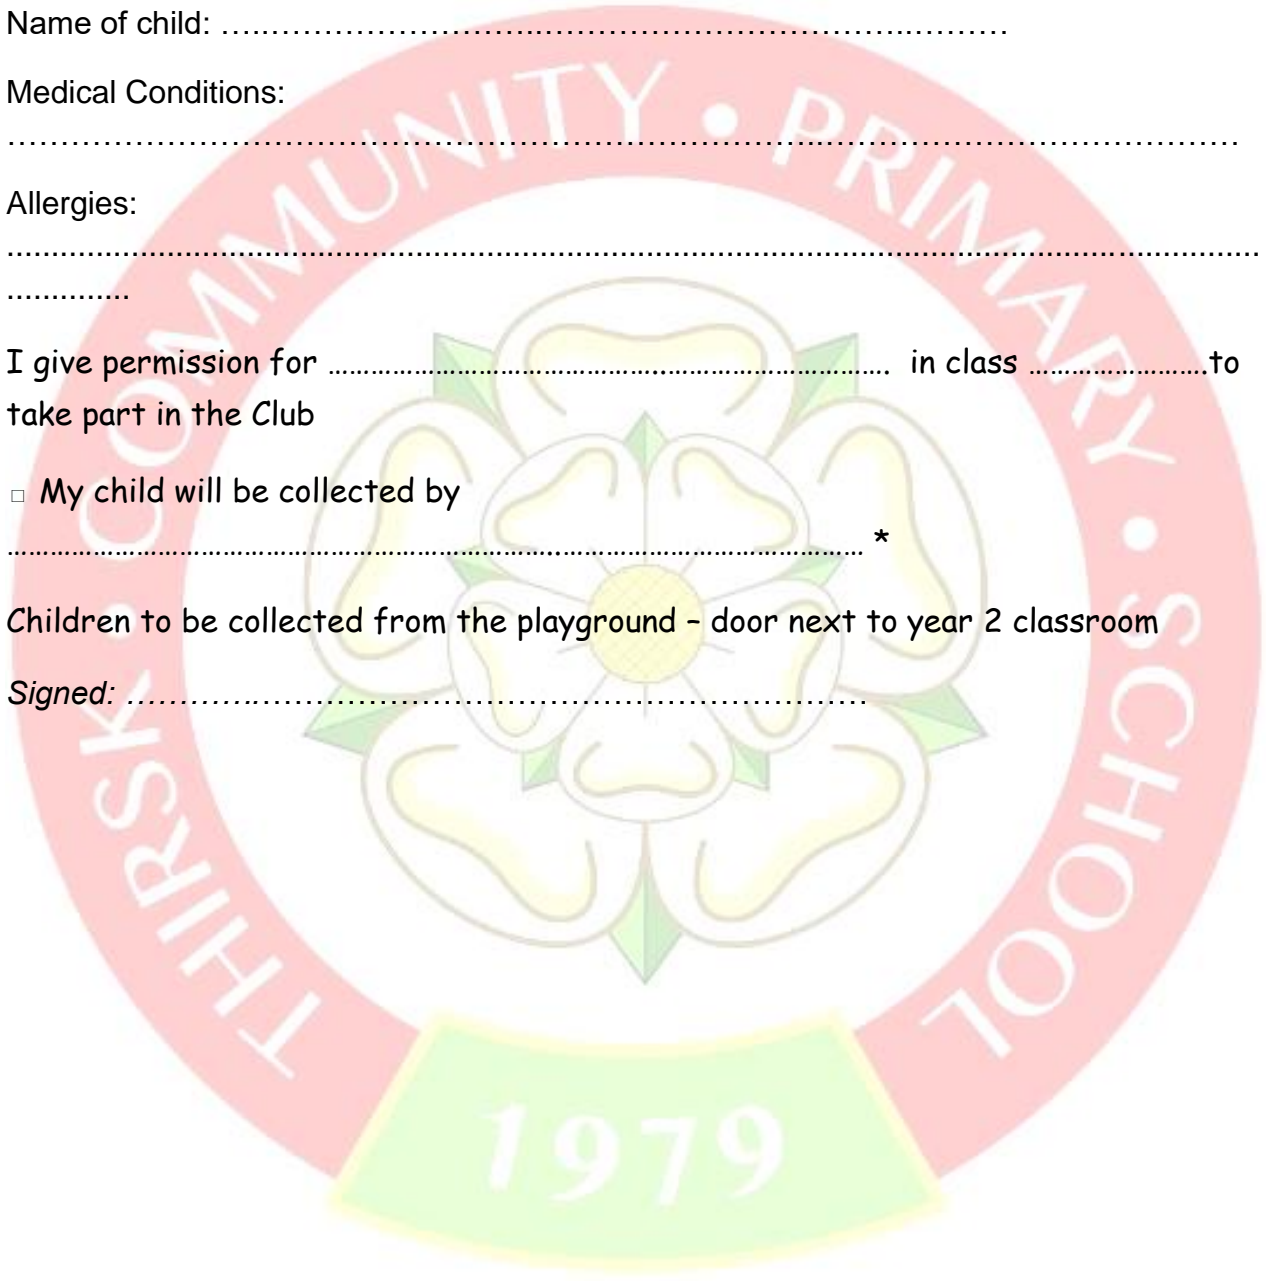 Name of child: …..……………………..……………………………..………
Medical Conditions:
……………………………………………………………….…………………………………
Allergies:
...............................................................................................................................
..............
I give permission for ………………………………………..…………………………. in class …………………….to
take part in the Club
□ My child will be collected by
…………………………………………………………………..…………………………………… *
Children to be collected from the playground – door next to year 2 classroom
Signed: …………..…………………………………………………
THIRSK • COMMUNITY • PRIMARY • SCHOOL
1979